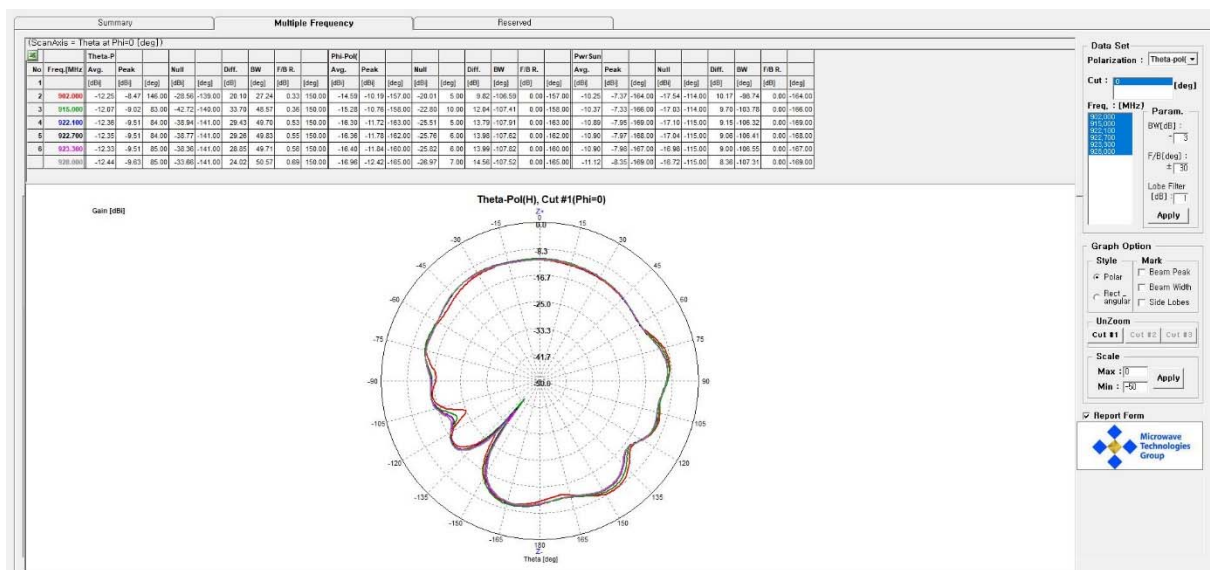 Summary Multiple Frequency Reserved
(ScanAxis = Theta at Phi=0 [deg])
Theta-P Phi-Pol( PwrSun
No Freq.[MHz Avg. Peak Null Diff. BW F/B R. Avg. Peak Null Diff. BW F/B R. Avg. Peak Null Diff. BW F/B R.
1 [dBi] [dBi] [deg] [dBi] [deg] [dB] [deg] [dB] [deg] [dBi] [dBi] [deg] [dBi] [deg] [dB] [deg] [dB] [deg] [dBi] [dBi] [deg] [dBi] [deg] [dB] [deg] [dB] [deg]
2 902.000 -12.25 -8.47 146.00 -28.56 -139.00 20.10 27.24 0.33 150.00 -14.59 -10.19 -157.00 -20.01 5.00 9.82 -106.59 0.00 -157.00 -10.25 -7.37 -164.00 -17.54 -114.00 10.17 -98.74 0.00 -164.00
3 915.000 -12.07 -9.02 83.00 -42.72 -140.00 33.70 48.57 0.36 150.00 -15.28 -10.76 -158.00 -22.80 10.00 12.04 -107.41 0.00 -158.00 -10.37 -7.33 -166.00 -17.03 -114.00 9.70 -103.78 0.00 -166.00
4 922.100 -12.36 -9.51 84.00 -38.94 -141.00 29.43 49.70 0.53 150.00 -16.30 -11.72 -163.00 -25.51 5.00 13.79 -107.91 0.00 -163.00 -10.89 -7.95 -169.00 -17.10 -115.00 9.15 -106.32 0.00 -169.00
5 922.700 -12.35 -9.51 84.00 -38.77 -141.00 29.26 49.83 0.55 150.00 -16.36 -11.78 -162.00 -25.76 6.00 13.98 -107.62 0.00 -162.00 -10.90 -7.97 -168.00 -17.04 -115.00 9.06 -106.41 0.00 -168.00
6 923.300 -12.33 -9.51 85.00 -38.36 -141.00 28.85 49.71 0.56 150.00 -16.40 -11.84 -160.00 -25.82 6.00 13.99 -107.82 0.00 -160.00 -10.90 -7.98 -167.00 -16.98 -115.00 9.00 -106.55 0.00 -167.00
928.000 -12.44 -9.63 85.00 -33.66 -141.00 24.02 50.57 0.69 150.00 -16.96 -12.42 -165.00 -26.97 7.00 14.56 -107.52 0.00 -165.00 -11.12 -8.35 -169.00 -16.72 -115.00 8.36 -107.31 0.00 -169.00
Theta-Pol(H), Cut #1(Phi=0)
Gain [dBi]
Z+
0
0.0
-15 15
-8.3
-30 30
-16.7
-45 45
-25.0
-60 60
-33.3
-75 75
-41.7
-90 -50.0 90
-105 105
-120 120
-135 135
-150 150
-165 165
180
Z-
Theta [deg]
Data Set
Polarization : Theta-pol(
Cut : 0 [deg]
Freq. : [MHz]
902,000
915,000
922,100
922,700
923,300
928,000
Param.
BW[dB] :
- 3
F/B[deg] :
± 30
Lobe Filter
[dB] : 1
Apply
Graph Option
Style Mark
Polar Beam Peak
Rect_angular Beam Width
Side Lobes
UnZoom
Cut #1 Cut #2 Cut #3
Scale
Max : 0
Min : -50
Apply
Report Form
Microwave
Technologies
Group